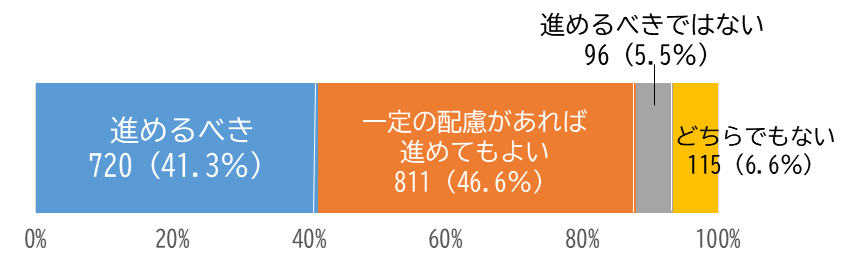 進めるべきではない
96（5.5%）
進めるべき
720（41.3%）
一定の配慮があれば
進めてもよい
811（46.6%）
どちらでもない
115（6.6%）
0% 20% 40% 60% 80% 100%